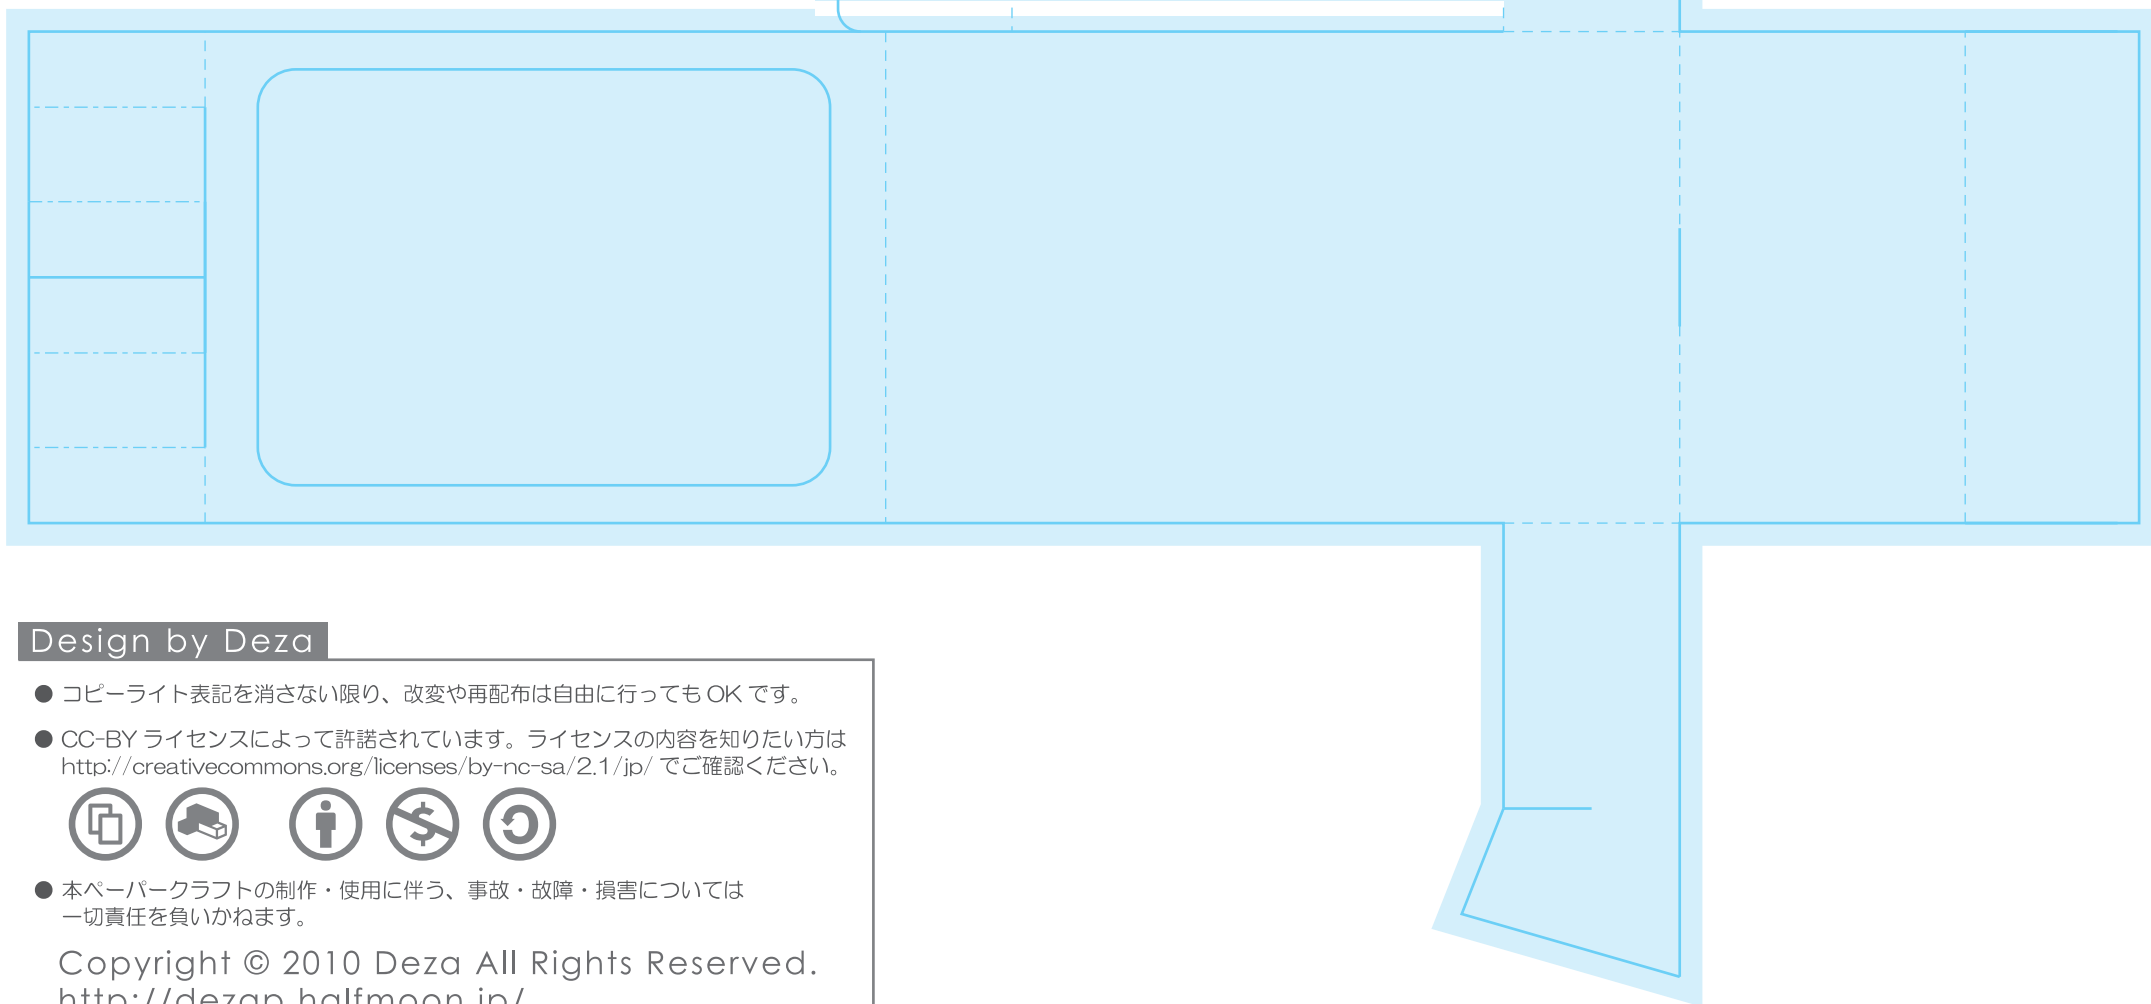 Design by Deza
● コピーライト表記を消さない限り、改変や再配布は自由に行っても OK です。
● CC-BY ライセンスによって許諾されています。ライセンスの内容を知りたい方は
http://creativecommons.org/licenses/by-nc-sa/2.1/jp/ でご確認ください。
● 本ペーパークラフトの制作・使用に伴う、事故・故障・損害については
一切責任を負いかねます。
Copyright © 2010 Deza All Rights Reserved.
http://dezap.halfmoon.jp/